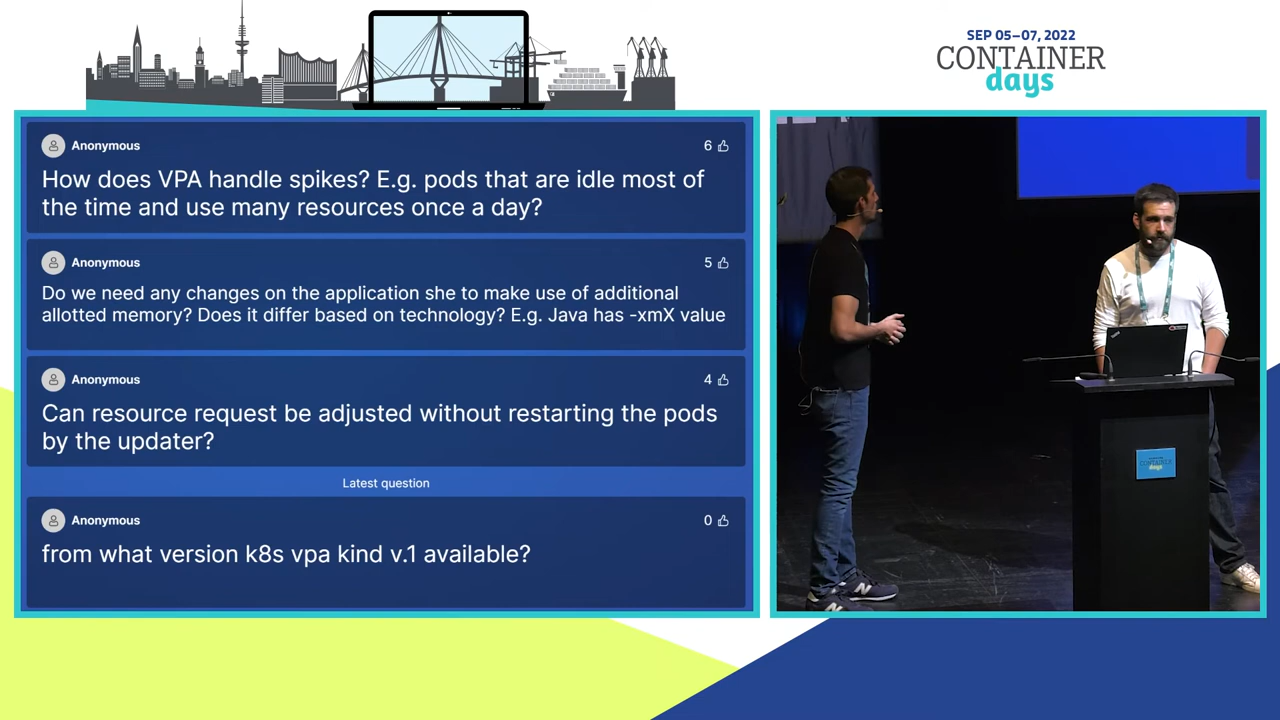 SEP 05–07, 2022
CONTAINER
days
Anonymous
6
How does VPA handle spikes? E.g. pods that are idle most of
the time and use many resources once a day?
Anonymous
5
Do we need any changes on the application she to make use of additional
allotted memory? Does it differ based on technology? E.g. Java has -xmX value
Anonymous
4
Can resource request be adjusted without restarting the pods
by the updater?
Latest question
Anonymous
0
from what version k8s vpa kind v.1 available?
CONTAINER
days